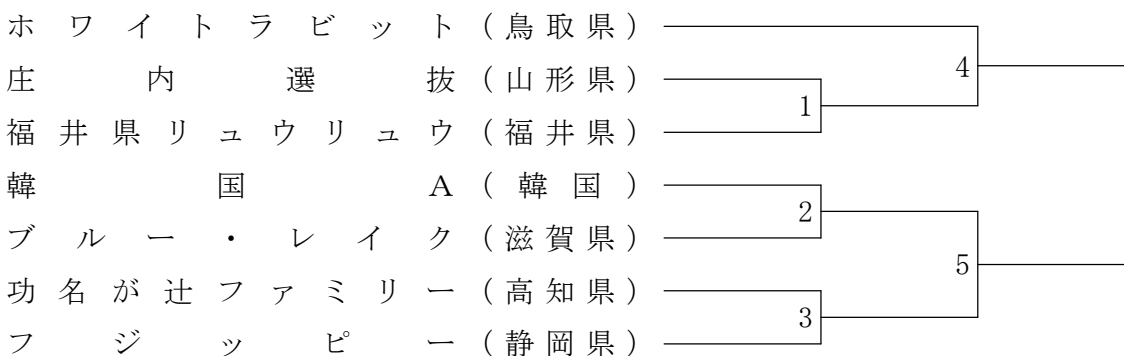 ホワイトラビット(鳥取県)
庄内選抜(山形県)
福井県リュウリュウ(福井県)
韓国A(韓国)
ブルー・レイク(滋賀県)
功名が辻ファミリー(高知県)
フジッピー(静岡県)
4
1
2
5
3